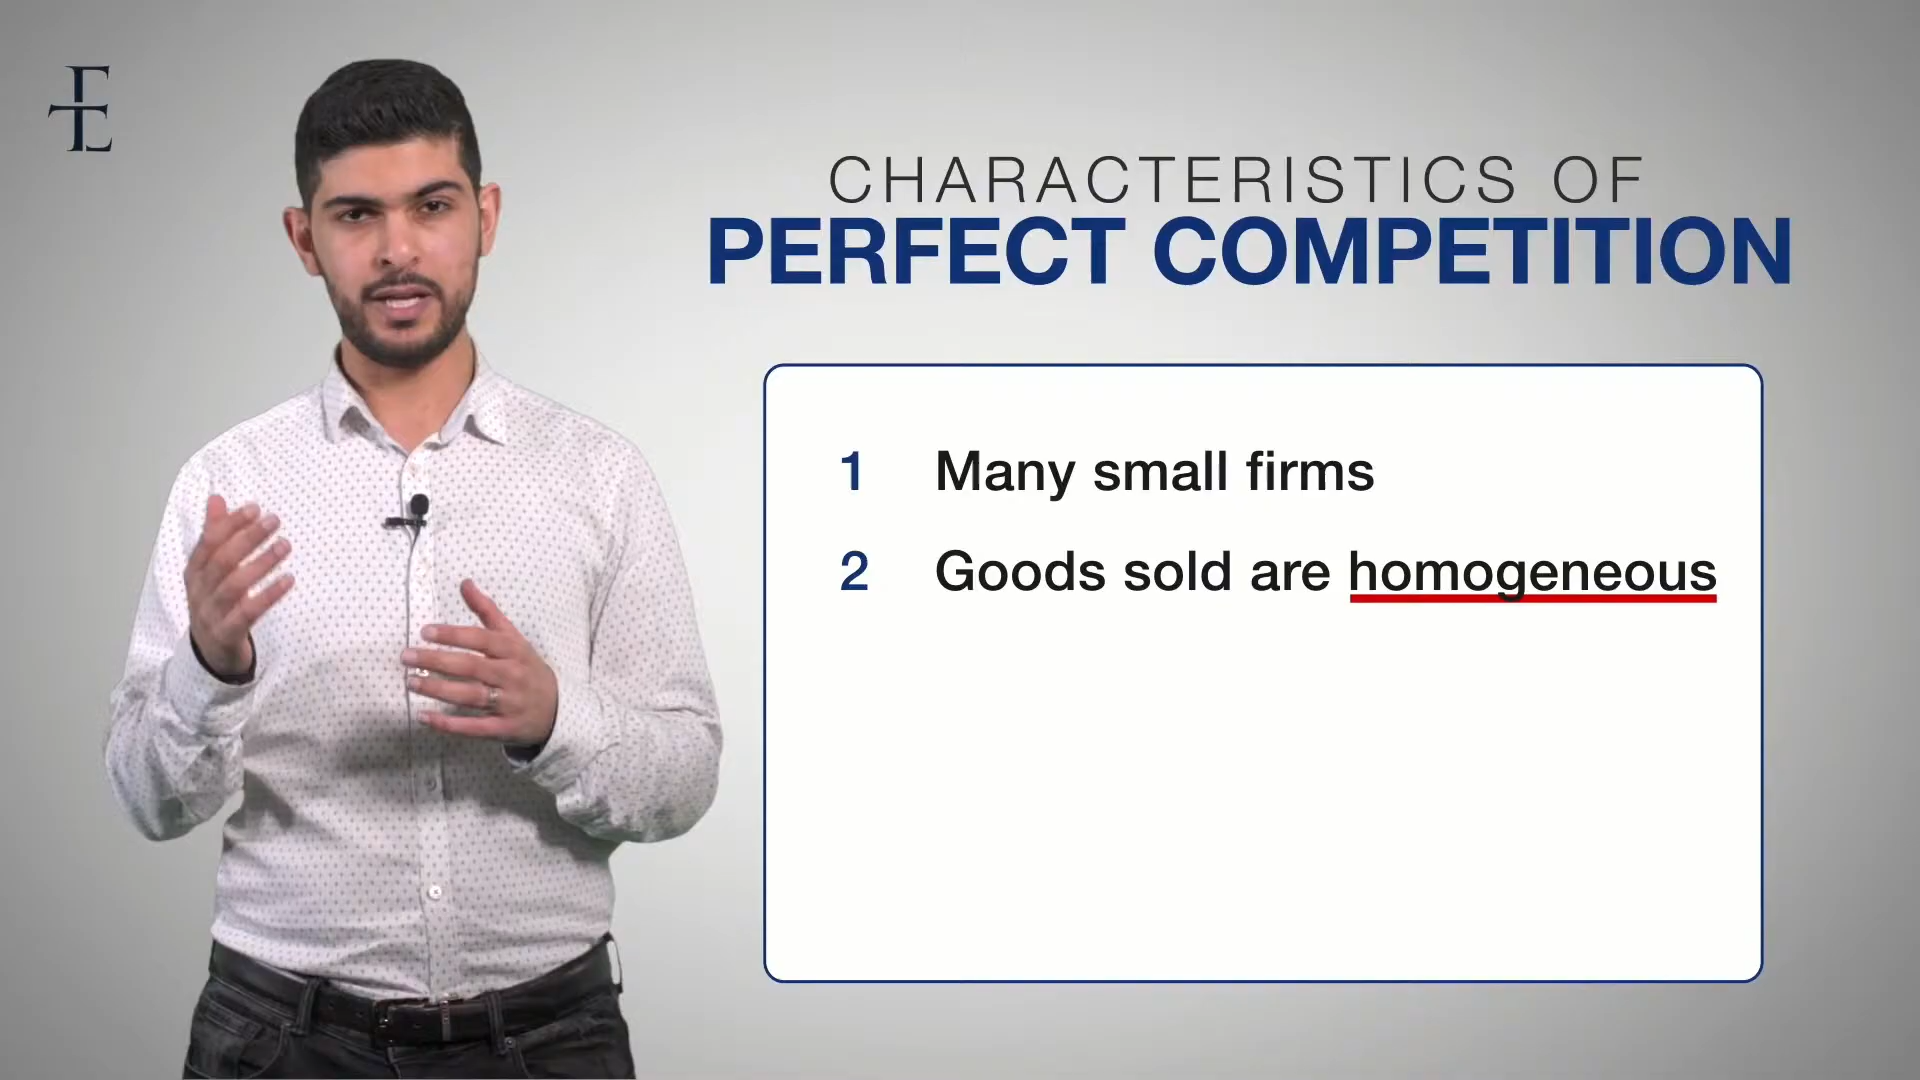 CHARACTERISTICS OF
PERFECT COMPETITION
1 Many small firms
2 Goods sold are homogeneous